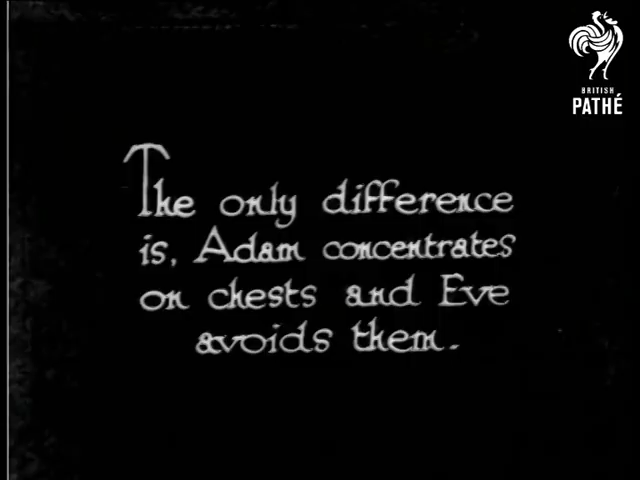 BRITISH
PATHÉ
The only difference
is, Adam concentrates
on chests and Eve
avoids them.